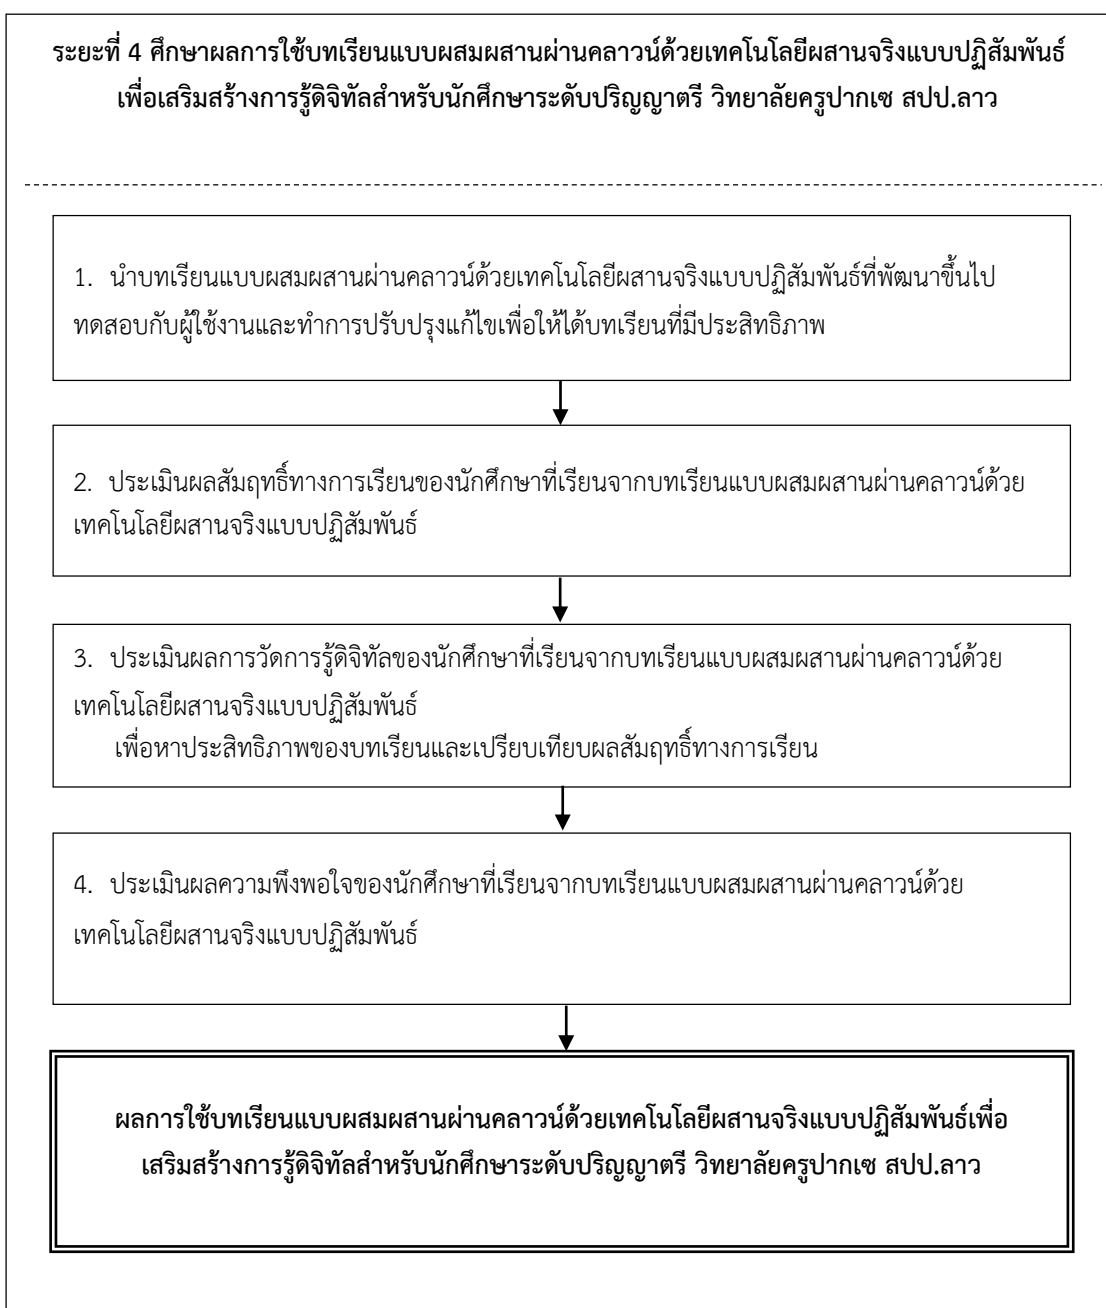 ระยะที่ 4 ศึกษาผลการใช้บทเรียนแบบผสมผสานผ่านคลาวน์ด้วยเทคโนโลยีผสานจริงแบบปฏิสัมพันธ์
เพื่อเสริมสร้างการรู้ดิจิทัลสำหรับนักศึกษาระดับปริญญาตรี วิทยาลัยครูปากเซ สปป.ลาว
1. นำบทเรียนแบบผสมผสานผ่านคลาวน์ด้วยเทคโนโลยีผสานจริงแบบปฏิสัมพันธ์ที่พัฒนาขึ้นไป
ทดสอบกับผู้ใช้งานและทำการปรับปรุงแก้ไขเพื่อให้ได้บทเรียนที่มีประสิทธิภาพ
2. ประเมินผลสัมฤทธิ์ทางการเรียนของนักศึกษาที่เรียนจากบทเรียนแบบผสมผสานผ่านคลาวน์ด้วย
เทคโนโลยีผสานจริงแบบปฏิสัมพันธ์
3. ประเมินผลการวัดการรู้ดิจิทัลของนักศึกษาที่เรียนจากบทเรียนแบบผสมผสานผ่านคลาวน์ด้วย
เทคโนโลยีผสานจริงแบบปฏิสัมพันธ์
เพื่อหาประสิทธิภาพของบทเรียนและเปรียบเทียบผลสัมฤทธิ์ทางการเรียน
4. ประเมินผลความพึงพอใจของนักศึกษาที่เรียนจากบทเรียนแบบผสมผสานผ่านคลาวน์ด้วย
เทคโนโลยีผสานจริงแบบปฏิสัมพันธ์
ผลการใช้บทเรียนแบบผสมผสานผ่านคลาวน์ด้วยเทคโนโลยีผสานจริงแบบปฏิสัมพันธ์เพื่อ
เสริมสร้างการรู้ดิจิทัลสำหรับนักศึกษาระดับปริญญาตรี วิทยาลัยครูปากเซ สปป.ลาว